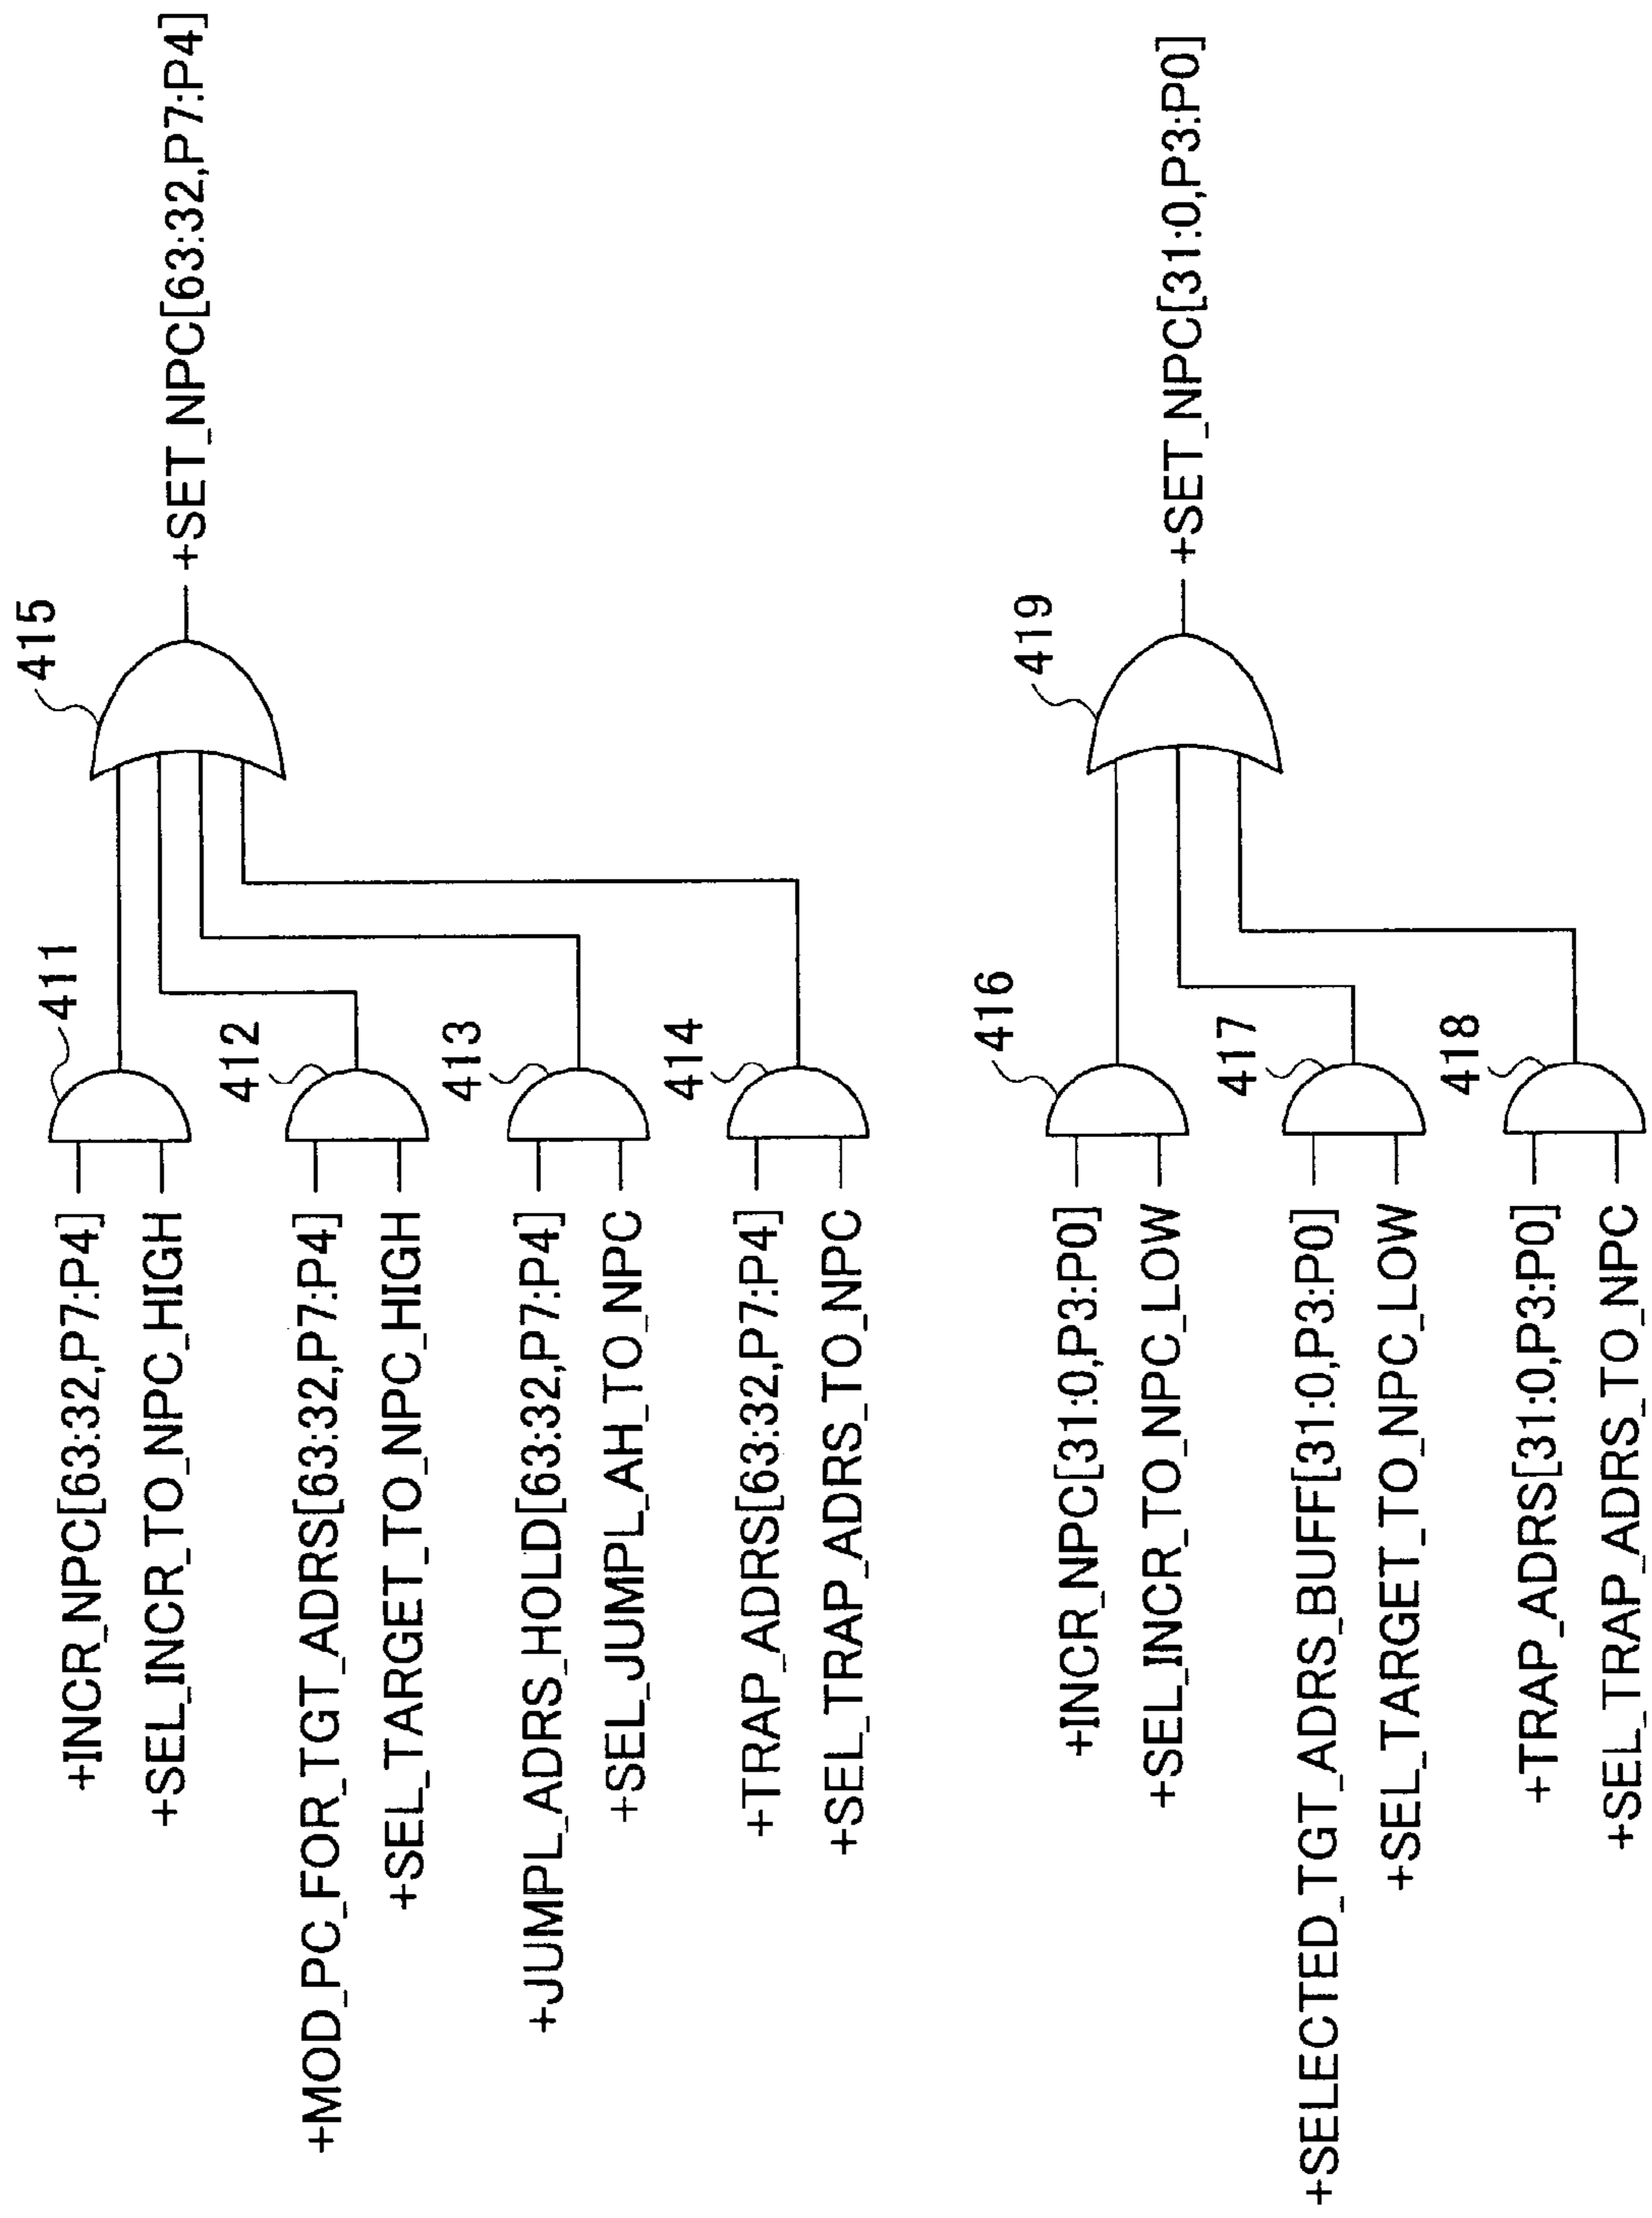 +INCR_NPC[63:32,P7:P4]
+SEL_INCR_TO_NPC_HIGH
411
+MOD_PC_FOR_TGT_ADRS[63:32,P7:P4]
+SEL_TARGET_TO_NPC_HIGH
412
+JUMPL_ADRS_HOLD[63:32,P7:P4]
+SEL_JUMPL_AH_TO_NPC
413
+TRAP_ADRS[63:32,P7:P4]
+SEL_TRAP_ADRS_TO_NPC
414
415
+SET_NPC[63:32,P7:P4]
+INCR_NPC[31:0,P3:P0]
+SEL_INCR_TO_NPC_LOW
416
+SELECTED_TGT_ADRS_BUFF[31:0,P3:P0]
+SEL_TARGET_TO_NPC_LOW
417
+TRAP_ADRS[31:0,P3:P0]
+SEL_TRAP_ADRS_TO_NPC
418
419
+SET_NPC[31:0,P3:P0]